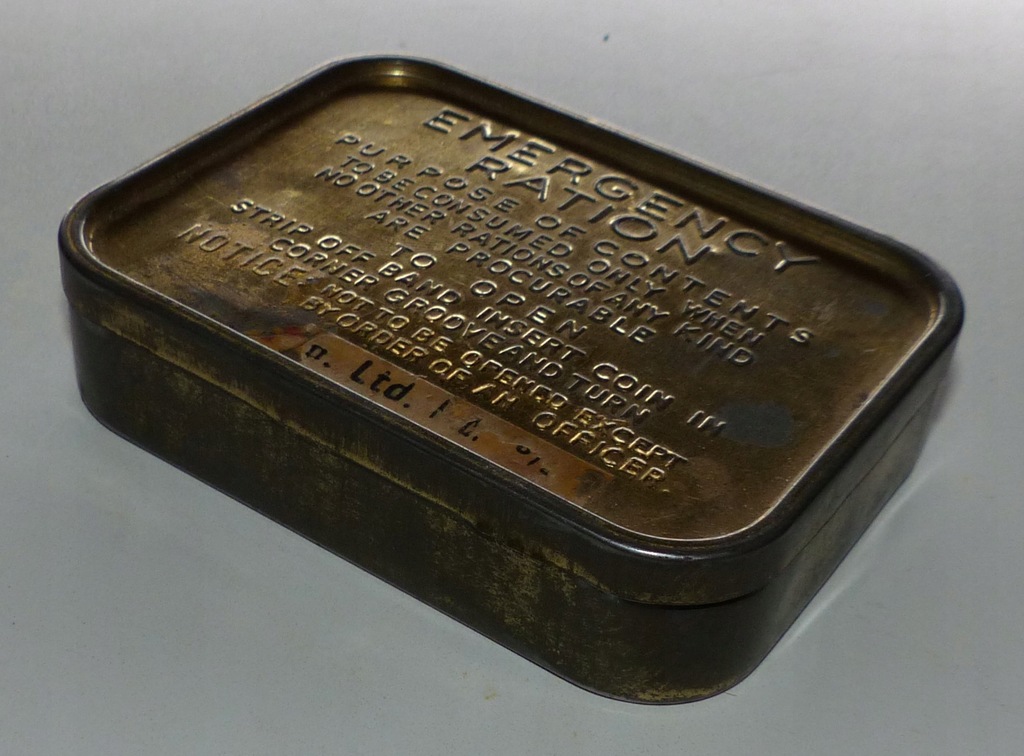 EMERGENCY
RATION
PURPOSE OF CONTENTS
TO BE CONSUMED ONLY WHEN
NO OTHER RATIONS OF ANY KIND
ARE PROCURABLE
TO OPEN
STRIP OFF BAND INSERT COIN IN
CORNER GROOVE AND TURN
NOTICE: NOT TO BE OPENED EXCEPT
BY ORDER OF AN OFFICER.
Ltd.